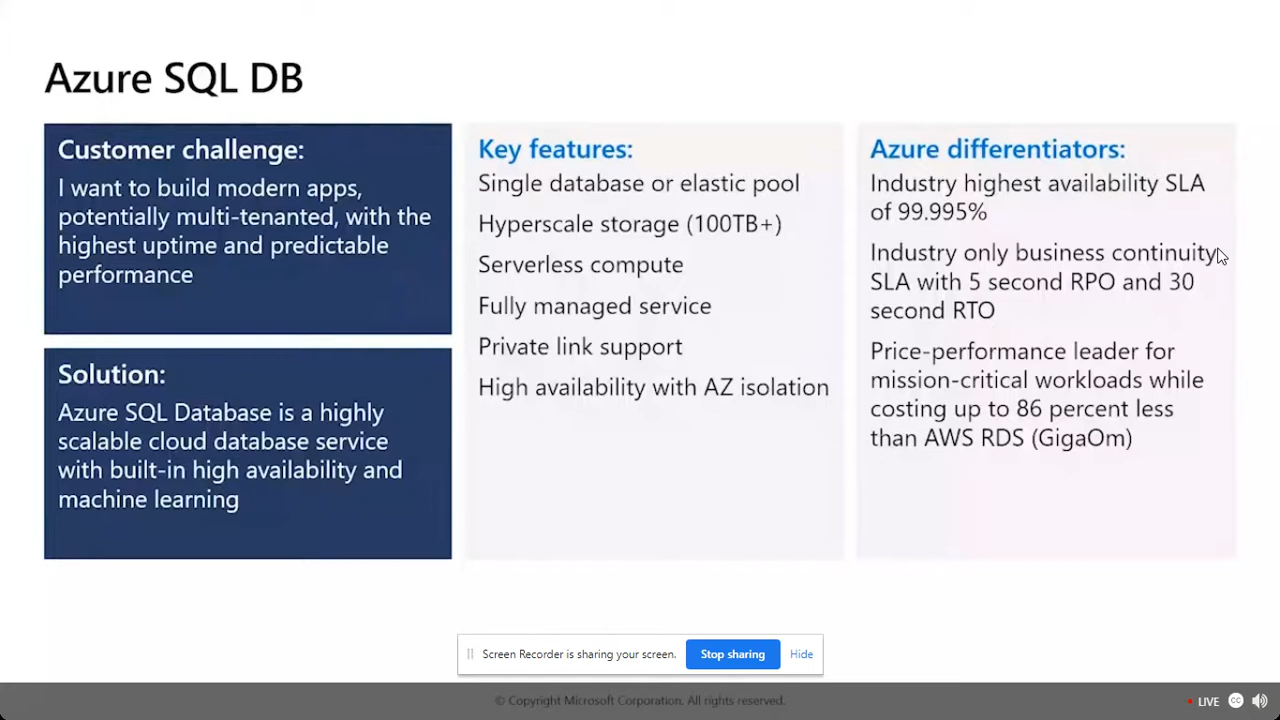 Azure SQL DB
Customer challenge:
I want to build modern apps,
potentially multi-tenanted, with the
highest uptime and predictable
performance
Solution:
Azure SQL Database is a highly
scalable cloud database service
with built-in high availability and
machine learning
Key features:
Single database or elastic pool
Hyperscale storage (100TB+)
Serverless compute
Fully managed service
Private link support
High availability with AZ isolation
Azure differentiators:
Industry highest availability SLA
of 99.995%
Industry only business continuity
SLA with 5 second RPO and 30
second RTO
Price-performance leader for
mission-critical workloads while
costing up to 86 percent less
than AWS RDS (GigaOm)
Screen Recorder is sharing your screen.
Stop sharing
Hide
© Copyright Microsoft Corporation. All rights reserved.
LIVE
CC